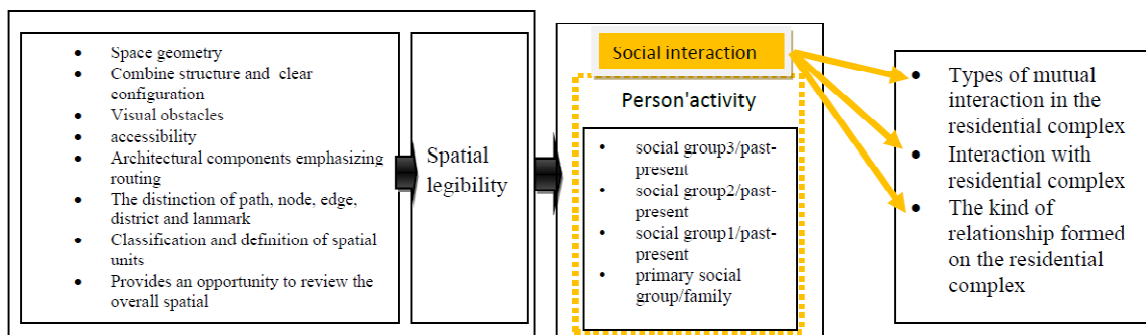 • Space geometry
• Combine structure and clear
configuration
• Visual obstacles
• accessibility
• Architectural components emphasizing
routing
• The distinction of path, node, edge,
district and lanmark
• Classification and definition of spatial
units
• Provides an opportunity to review the
overall spatial
Spatial
legibility
Social interaction
Person'activity
• social group3/past-
present
• social group2/past-
present
• social group1/past-
present
• primary social
group/family
• Types of mutual
interaction in the
residential complex
• Interaction with
residential complex
• The kind of
relationship formed
on the residential
complex